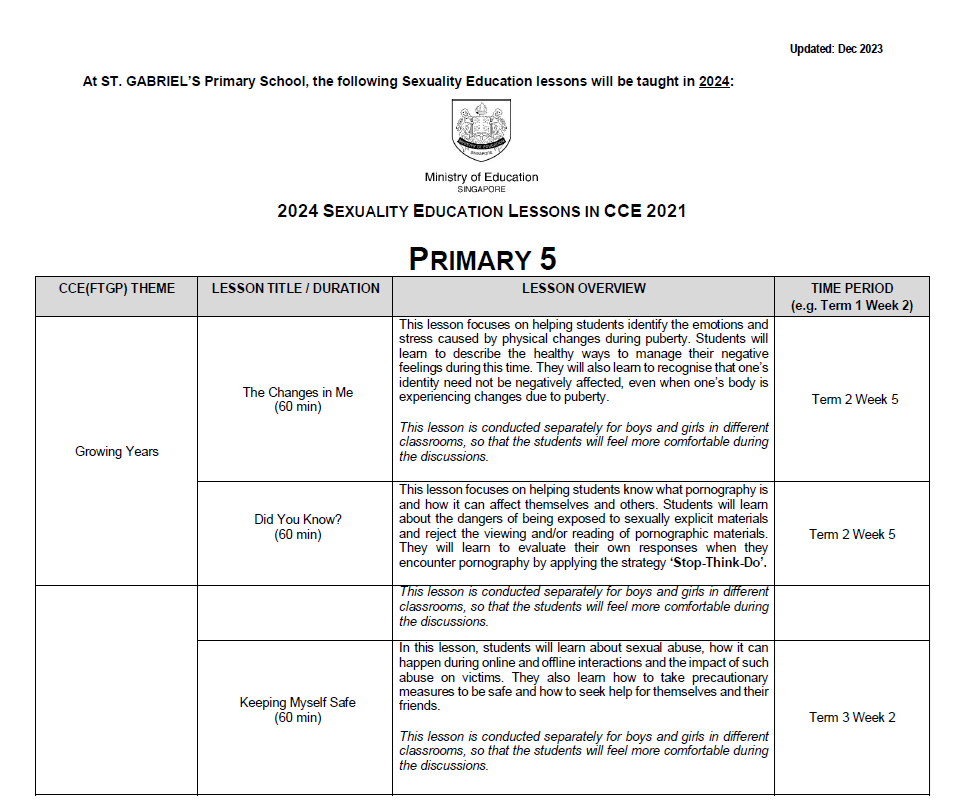 Updated: Dec 2023
At ST. GABRIEL'S Primary School, the following Sexuality Education lessons will be taught in 2024:
Ministry of Education
SINGAPORE
2024 SEXUALITY EDUCATION LESSONS IN CCE 2021
PRIMARY 5
CCE(FTGP) THEME
LESSON TITLE / DURATION
LESSON OVERVIEW
TIME PERIOD
(e.g. Term 1 Week 2)
Growing Years
The Changes in Me
(60 min)
This lesson focuses on helping students identify the emotions and
stress caused by physical changes during puberty. Students will
learn to describe the healthy ways to manage their negative
feelings during this time. They will also learn to recognise that one's
identity need not be negatively affected, even when one's body is
experiencing changes due to puberty.
This lesson is conducted separately for boys and girls in different
classrooms, so that the students will feel more comfortable during
the discussions.
Term 2 Week 5
Did You Know?
(60 min)
This lesson focuses on helping students know what pornography is
and how it can affect themselves and others. Students will learn
about the dangers of being exposed to sexually explicit materials
and reject the viewing and/or reading of pornographic materials.
They will learn to evaluate their own responses when they
encounter pornography by applying the strategy 'Stop-Think-Do'.
Term 2 Week 5
This lesson is conducted separately for boys and girls in different
classrooms, so that the students will feel more comfortable during
the discussions.
Keeping Myself Safe
(60 min)
In this lesson, students will learn about sexual abuse, how it can
happen during online and offline interactions and the impact of such
abuse on victims. They also learn how to take precautionary
measures to be safe and how to seek help for themselves and their
friends.
This lesson is conducted separately for boys and girls in different
classrooms, so that the students will feel more comfortable during
the discussions.
Term 3 Week 2